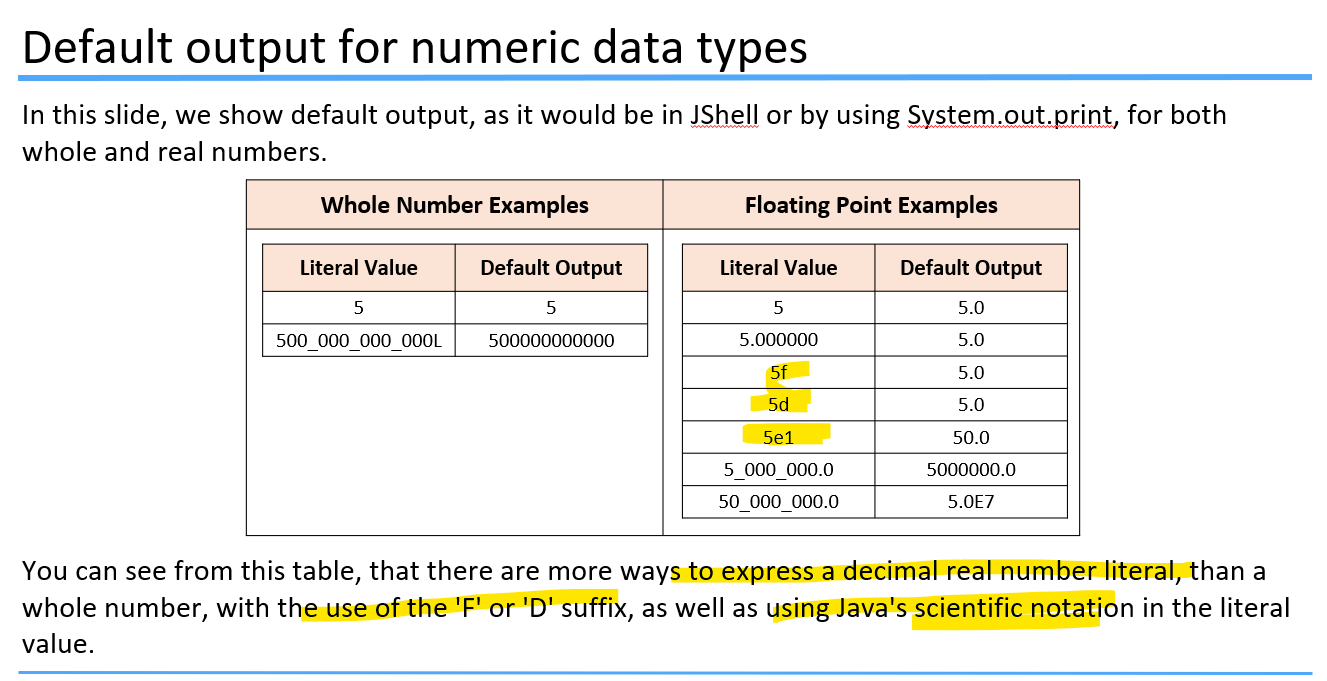 Default output for numeric data types
In this slide, we show default output, as it would be in JShell or by using System.out.print, for both
whole and real numbers.
Whole Number Examples
Literal Value Default Output
5 5
500_000_000_000L 500000000000
Floating Point Examples
Literal Value Default Output
5 5.0
5.000000 5.0
5f 5.0
5d 5.0
5e1 50.0
5_000_000.0 5000000.0
50_000_000.0 5.0E7
You can see from this table, that there are more ways to express a decimal real number literal, than a
whole number, with the use of the 'F' or 'D' suffix, as well as using Java's scientific notation in the literal
value.